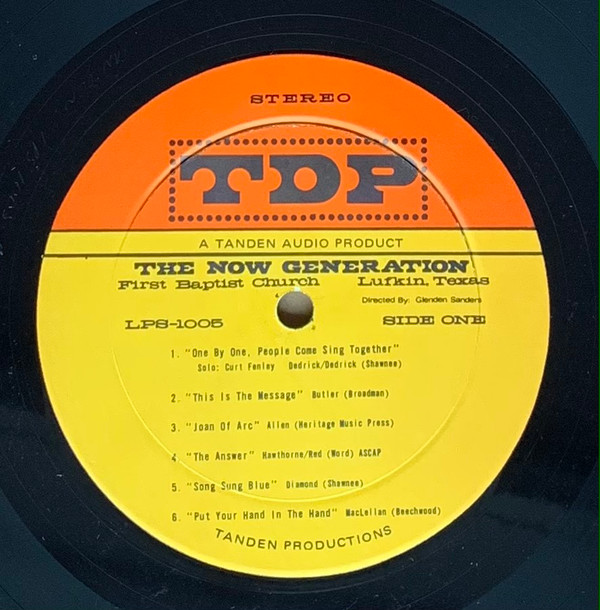 STEREO
TDP
A TANDEN AUDIO PRODUCT
THE NOW GENERATION
First Baptist Church Lufkin, Texas
Directed By: Glenden Sanders
LPS-1005 SIDE ONE
1. "One By One, People Come Sing Together"
Solo: Curt Fenley Dedrick/Dedrick (Shawnee)
2. "This Is The Message" Butler (Broadman)
3. "Joan Of Arc" Allen (Heritage Music Press)
4. "The Answer" Hawthorne/Red (Word) ASCAP
5. "Song Sung Blue" Diamond (Shawnee)
6. "Put Your Hand In The Hand" MacLellan (Beechwood)
TANDEN PRODUCTIONS